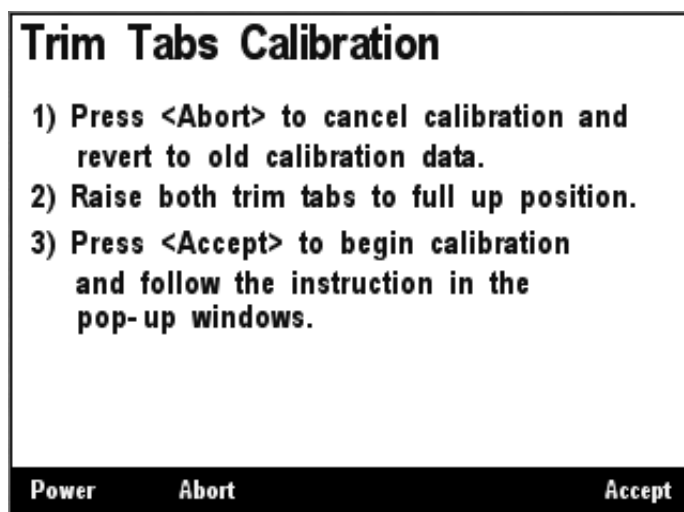 Trim Tabs Calibration
1) Press <Abort> to cancel calibration and
revert to old calibration data.
2) Raise both trim tabs to full up position.
3) Press <Accept> to begin calibration
and follow the instruction in the
pop-up windows.
Power Abort Accept